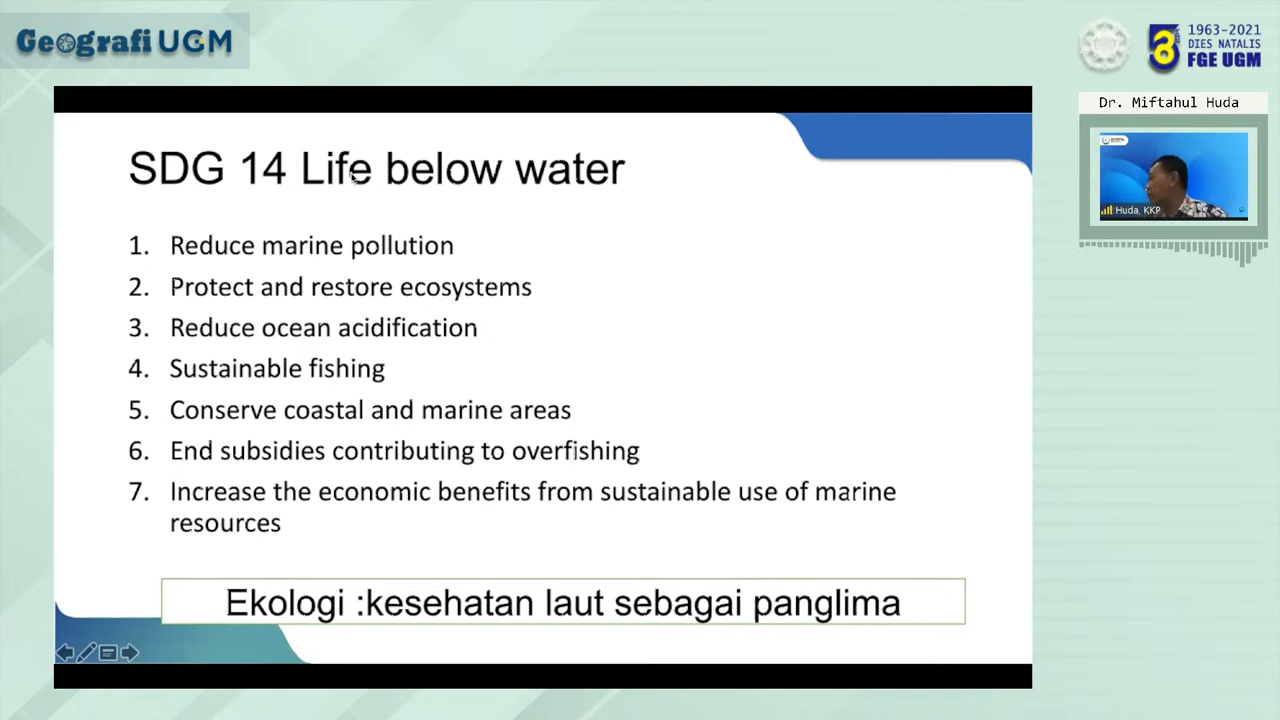 Geografi UGM
1963-2021
DIES NATALIS
FGE UGM
Dr. Miftahul Huda
Huda, KKP
SDG 14 Life below water
1. Reduce marine pollution
2. Protect and restore ecosystems
3. Reduce ocean acidification
4. Sustainable fishing
5. Conserve coastal and marine areas
6. End subsidies contributing to overfishing
7. Increase the economic benefits from sustainable use of marine
resources
Ekologi :kesehatan laut sebagai panglima